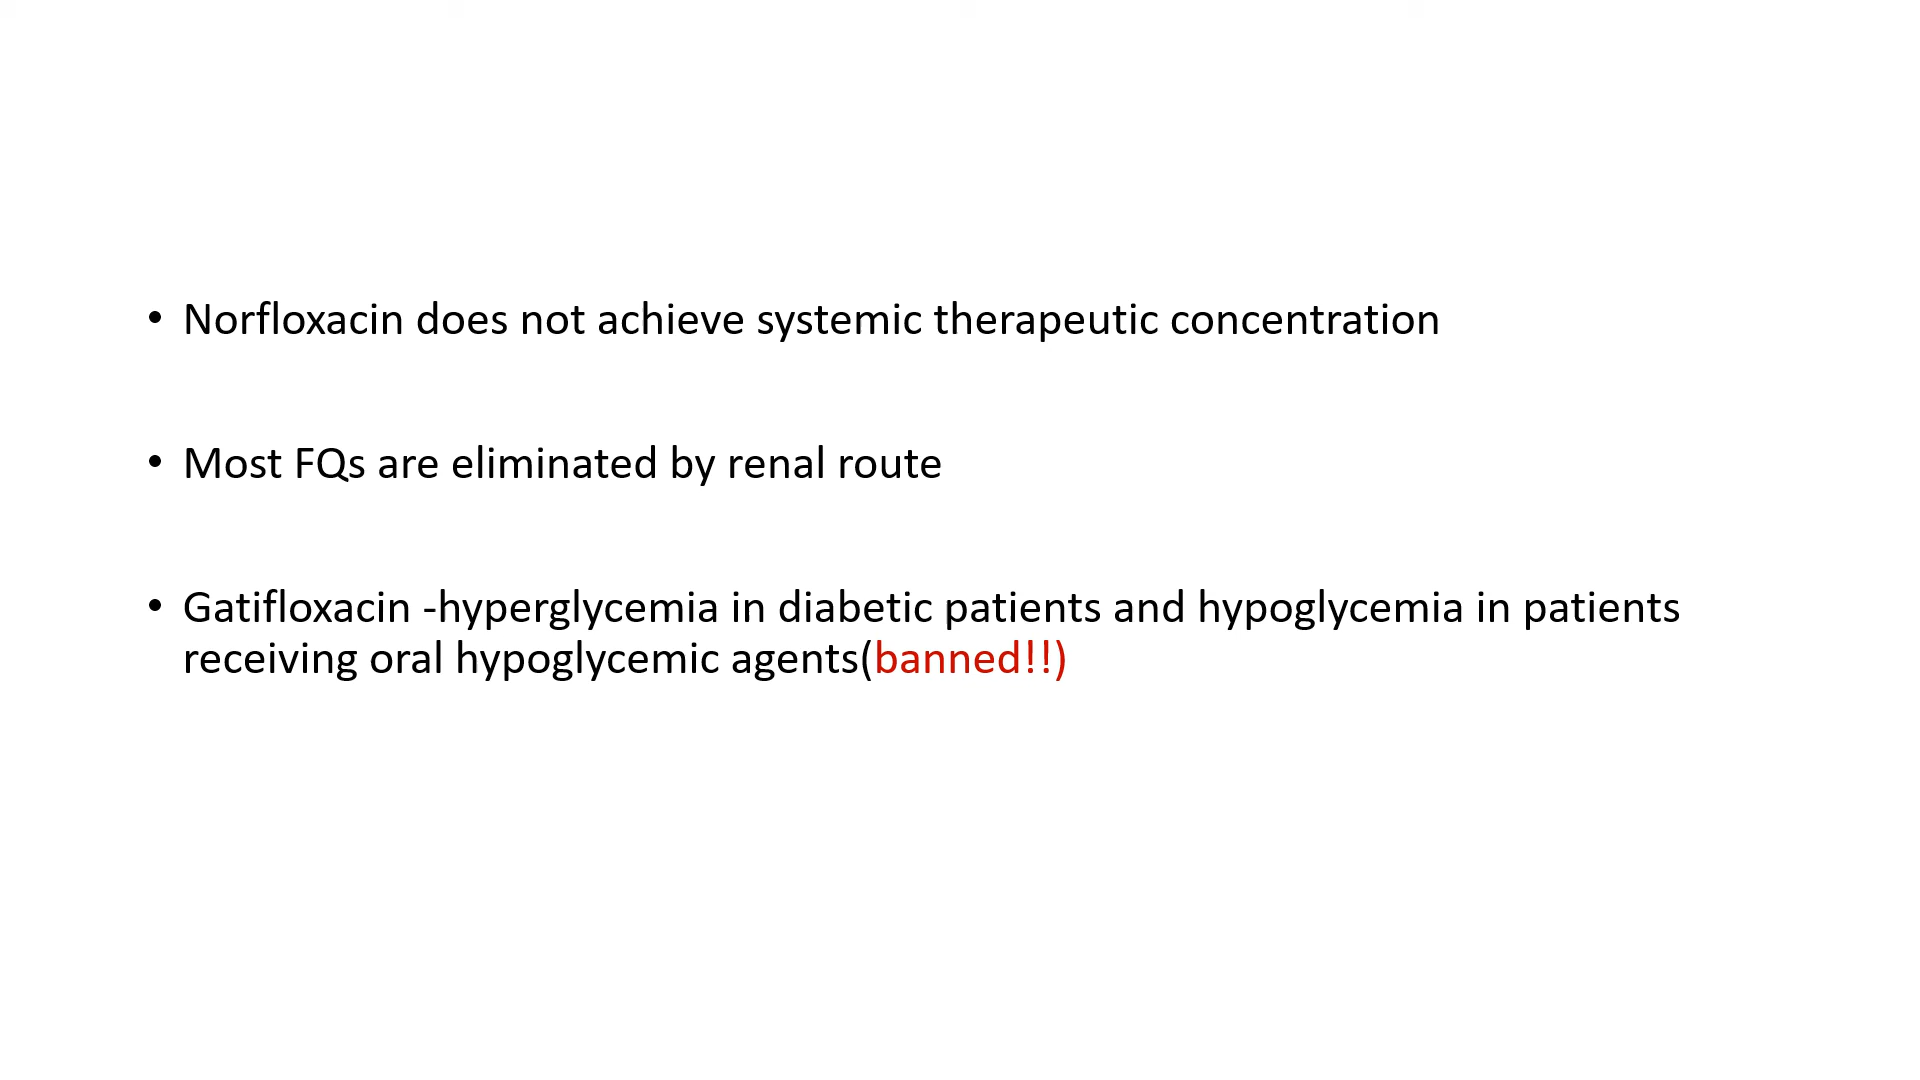 • Norfloxacin does not achieve systemic therapeutic concentration
• Most FQs are eliminated by renal route
• Gatifloxacin -hyperglycemia in diabetic patients and hypoglycemia in patients
receiving oral hypoglycemic agents(banned!!)